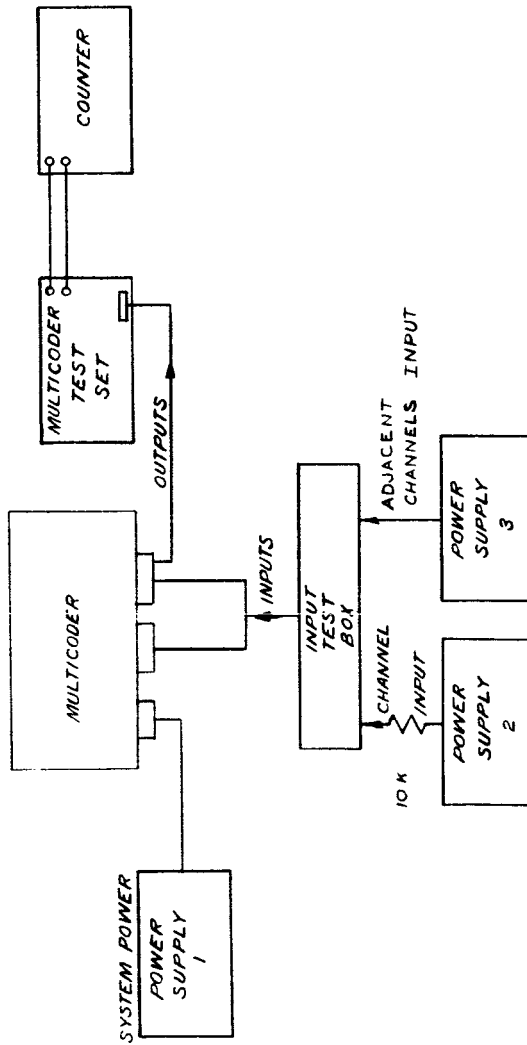 SYSTEM POWER
POWER
SUPPLY
1
MULTICODER
MULTICODER
TEST
SET
COUNTER
OUTPUTS
INPUTS
INPUT
TEST
BOX
CHANNEL
INPUT
10 K
ADJACENT
CHANNELS INPUT
POWER
SUPPLY
2
POWER
SUPPLY
3